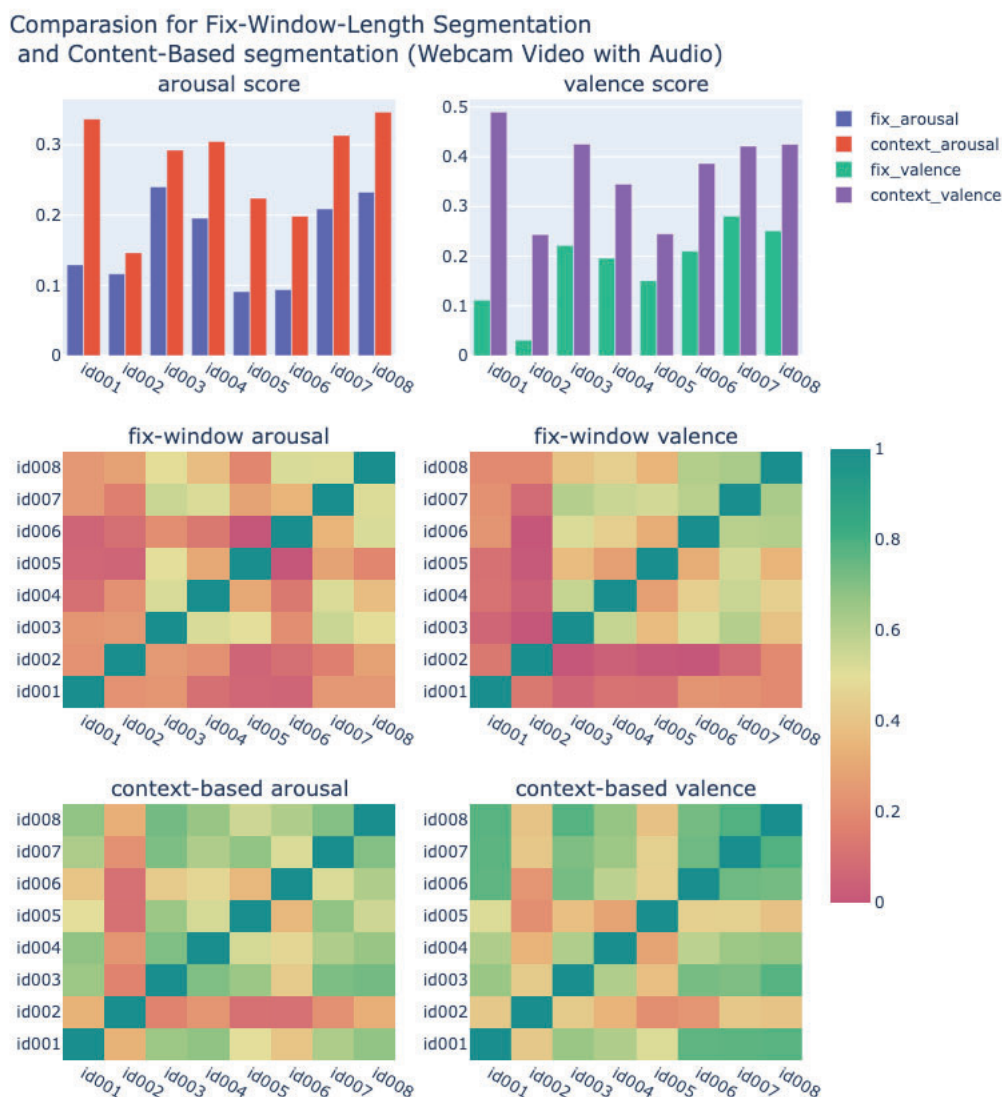 Comparasion for Fix-Window-Length Segmentation
and Content-Based segmentation (Webcam Video with Audio)
arousal score
valence score
0.3
0.2
0.1
0
id001
id002
id003
id004
id005
id006
id007
id008
0.5
0.4
0.3
0.2
0.1
0
id001
id002
id003
id004
id005
id006
id007
id008
fix_arousal
context_arousal
fix_valence
context_valence
fix-window arousal
id008
id007
id006
id005
id004
id003
id002
id001
id001
id002
id003
id004
id005
id006
id007
id008
fix-window valence
id008
id007
id006
id005
id004
id003
id002
id001
id001
id002
id003
id004
id005
id006
id007
id008
1
0.8
0.6
0.4
0.2
0
context-based arousal
id008
id007
id006
id005
id004
id003
id002
id001
id001
id002
id003
id004
id005
id006
id007
id008
context-based valence
id008
id007
id006
id005
id004
id003
id002
id001
id001
id002
id003
id004
id005
id006
id007
id008